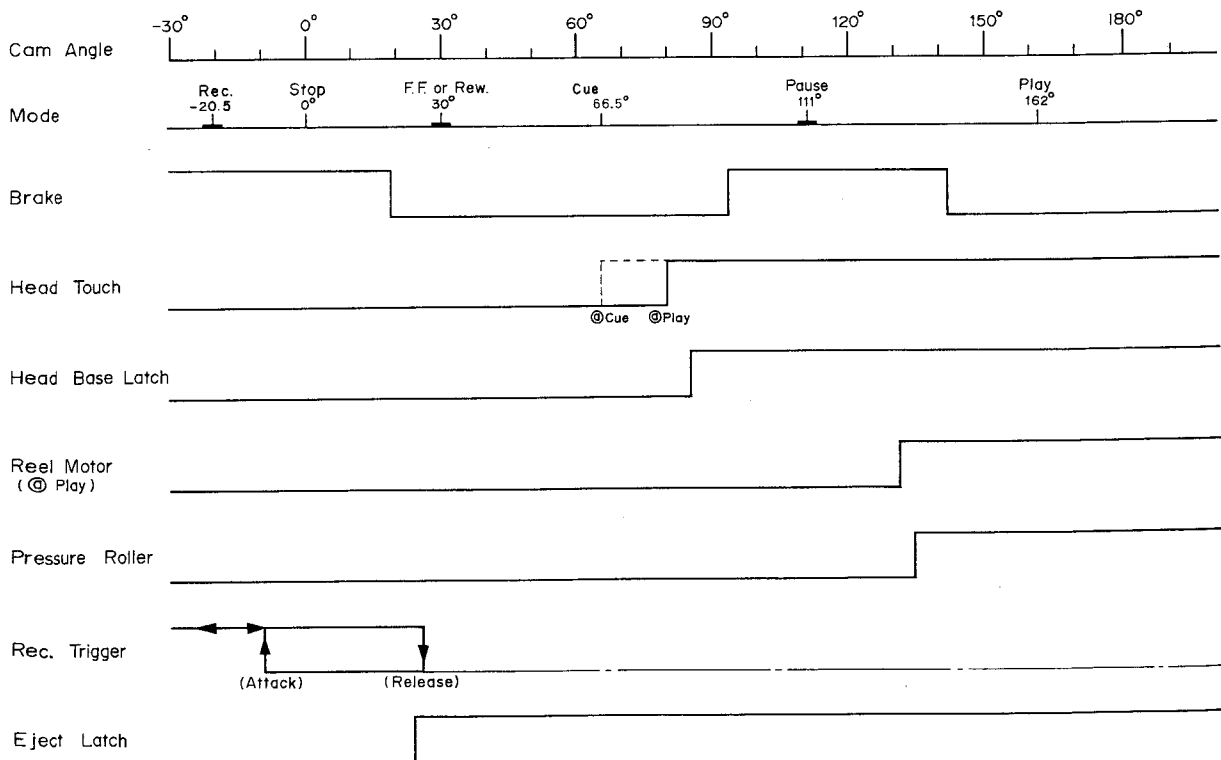 -30° 0° 30° 60° 90° 120° 150° 180°
Cam Angle
Rec. Stop F.F. or Rew. Cue Pause Play
-20.5 0° 30° 66.5° 111° 162°
Mode
Brake
Head Touch
@Cue @Play
Head Base Latch
Reel Motor
(@ Play)
Pressure Roller
Rec. Trigger
(Attack) (Release)
Eject Latch